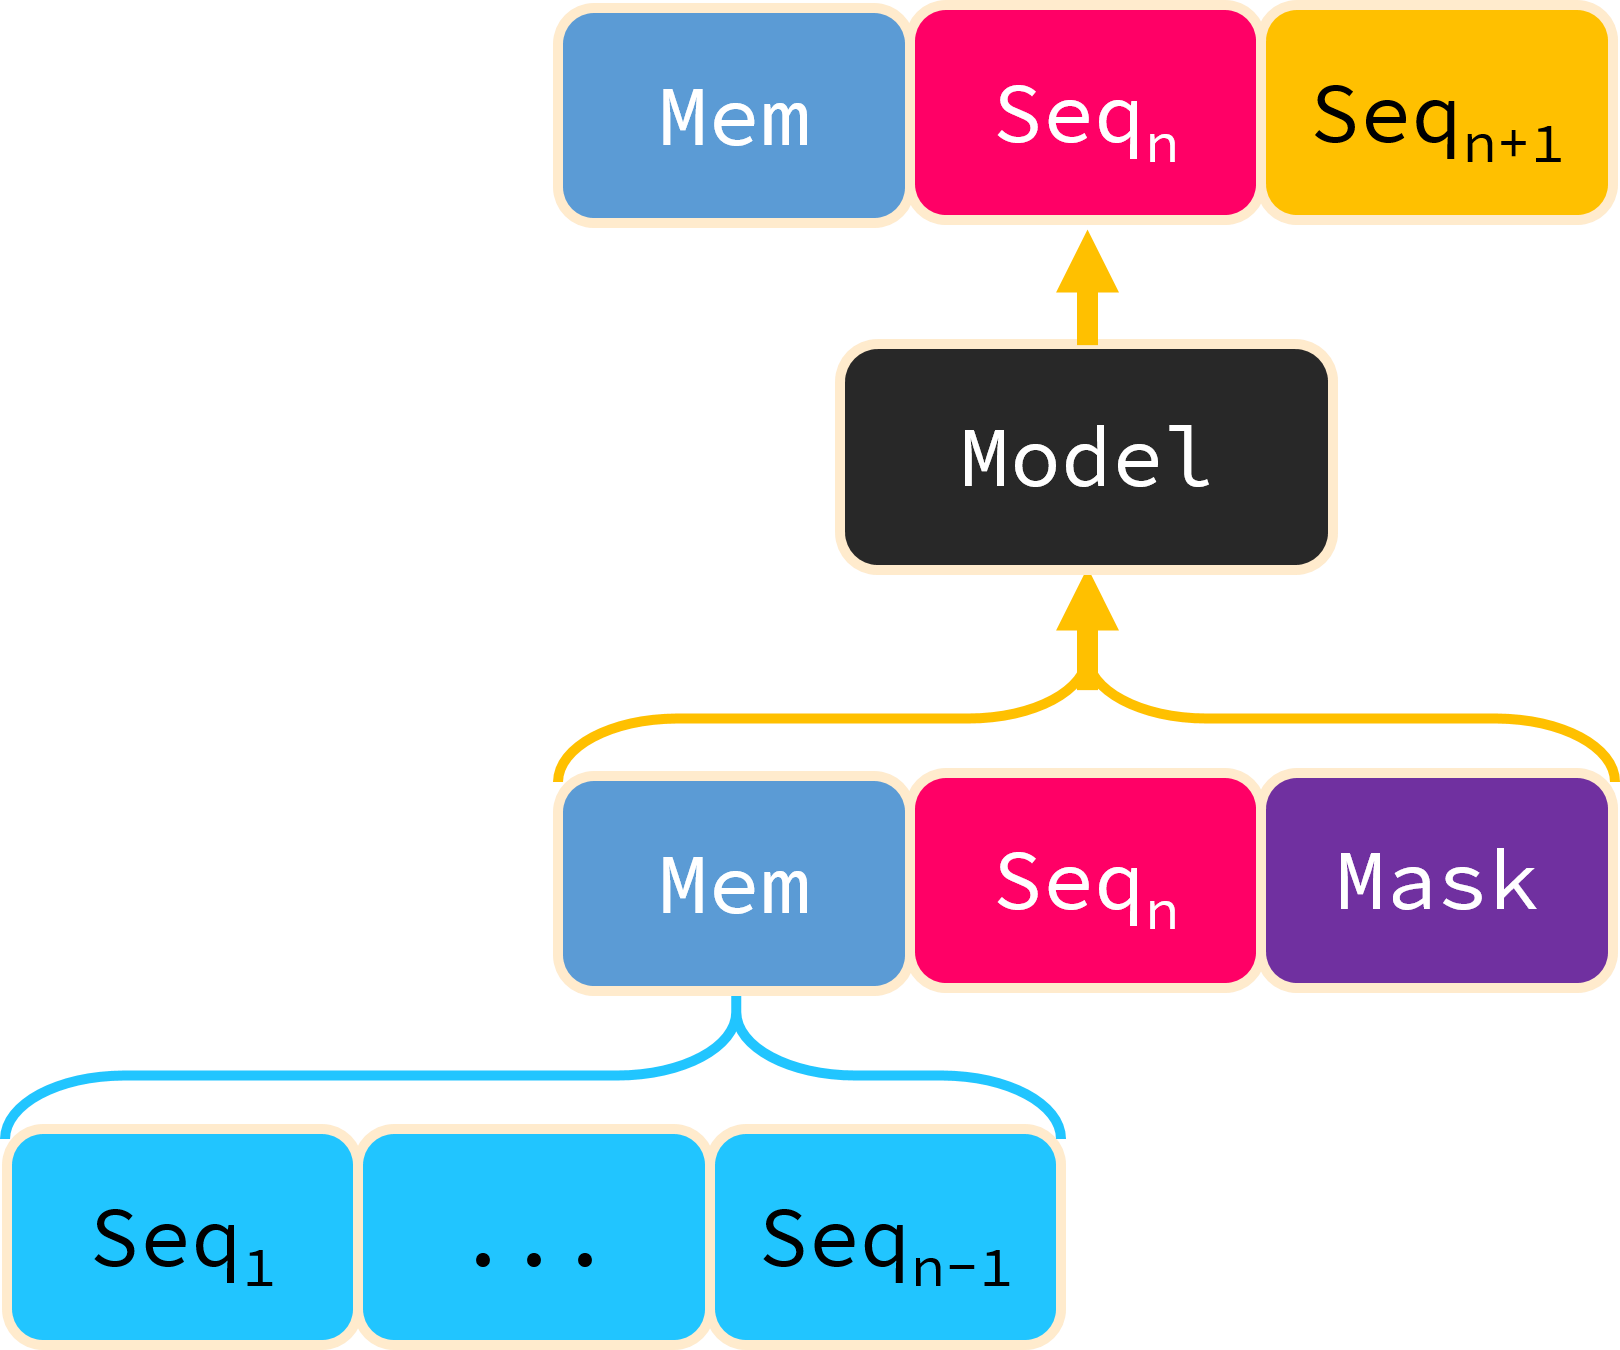 Mem Seqₙ Seqₙ₊₁
Model
Mem Seqₙ Mask
Seq₁ ... Seqₙ₋₁